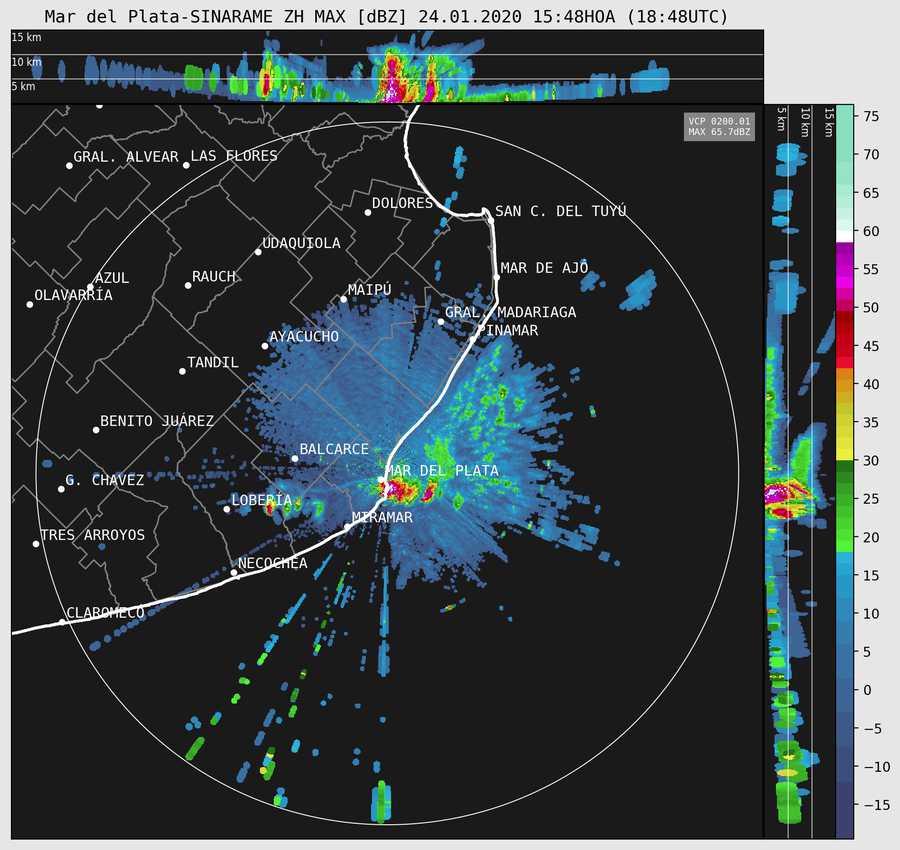 Mar del Plata-SINARAME ZH MAX [dBZ] 24.01.2020 15:48HOA (18:48UTC)
15 km
10 km
5 km
5 km
10 km
15 km
VCP 0200.01
MAX 65.7dBZ
GRAL. ALVEAR
LAS FLORES
DOLORES
SAN C. DEL TUYÚ
UDAQUIOLA
MAR DE AJÓ
AZUL
RAUCH
OLAVARRÍA
MAIPÚ
GRAL. MADARIAGA
PINAMAR
AYACUCHO
TANDIL
BENITO JUÁREZ
BALCARCE
MAR DEL PLATA
G. CHAVEZ
LOBERÍA
MIRAMAR
TRES ARROYOS
NECOCHEA
CLAROMECÓ
75
70
65
60
55
50
45
40
35
30
25
20
15
10
5
0
−5
−10
−15